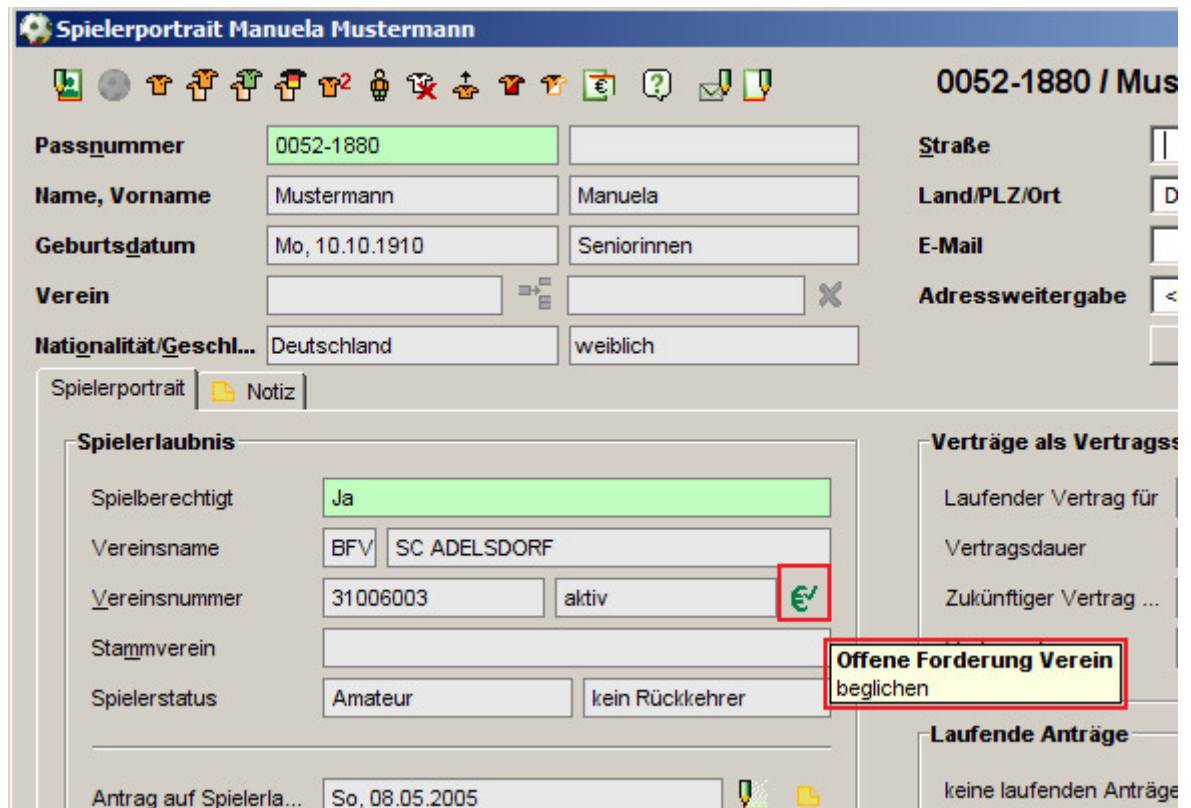 Spielerportrait Manuela Mustermann
0052-1880 / Mus
Passnummer 0052-1880
Name, Vorname Mustermann Manuela
Geburtsdatum Mo, 10.10.1910 Seniorinnen
Verein
Nationalität/Geschl... Deutschland weiblich
Straße
Land/PLZ/Ort D
E-Mail
Adressweitergabe <
Spielerportrait Notiz
Spielerlaubnis
Spielberechtigt Ja
Vereinsname BFV SC ADELSDORF
Vereinsnummer 31006003 aktiv €
Stammverein
Spielerstatus Amateur kein Rückkehrer
Antrag auf Spielerla... So, 08.05.2005
Verträge als Vertragss
Laufender Vertrag für
Vertragsdauer
Zukünftiger Vertrag ...
Offene Forderung Verein
beglichen
Laufende Anträge
keine laufenden Anträge